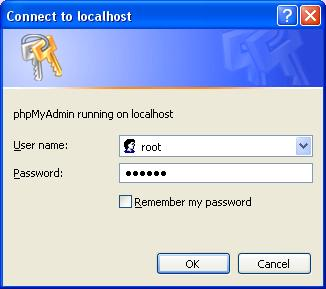 Connect to localhost
phpMyAdmin running on localhost
User name:
root
Password:
••••••
Remember my password
OK
Cancel